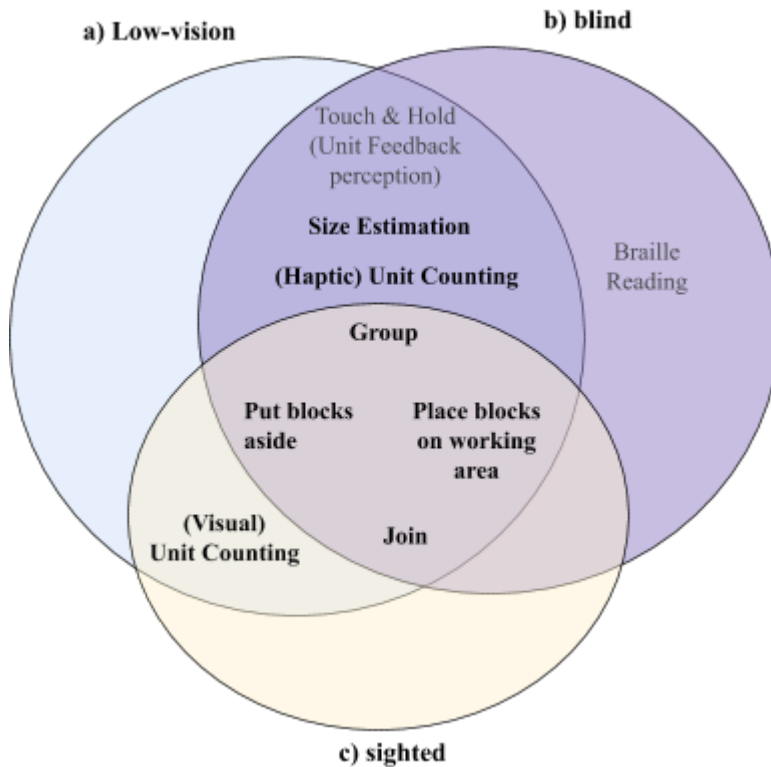 a) Low-vision
b) blind
Touch & Hold
(Unit Feedback
perception)
Size Estimation
(Haptic) Unit Counting
Braille
Reading
Group
Put blocks
aside
Place blocks
on working
area
(Visual)
Unit Counting
Join
c) sighted